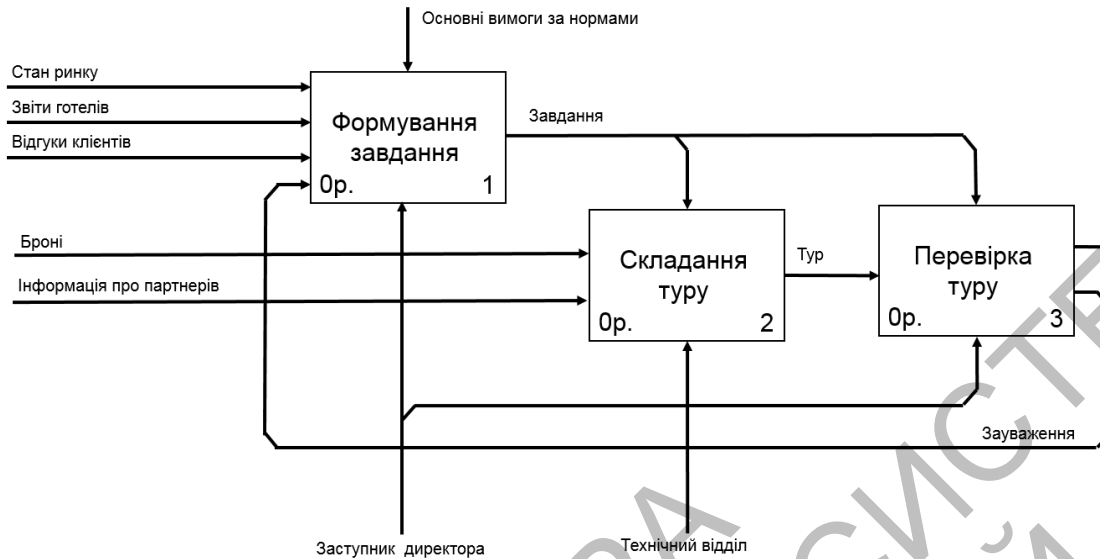 Основні вимоги за нормами
Стан ринку
Звіти готелів
Відгуки клієнтів
Формування
завдання
0р. 1
Завдання
Броні
Інформація про партнерів
Складання
туру
0р. 2
Тур
Перевірка
туру
0р. 3
Зауваження
Заступник директора
Технічний відділ